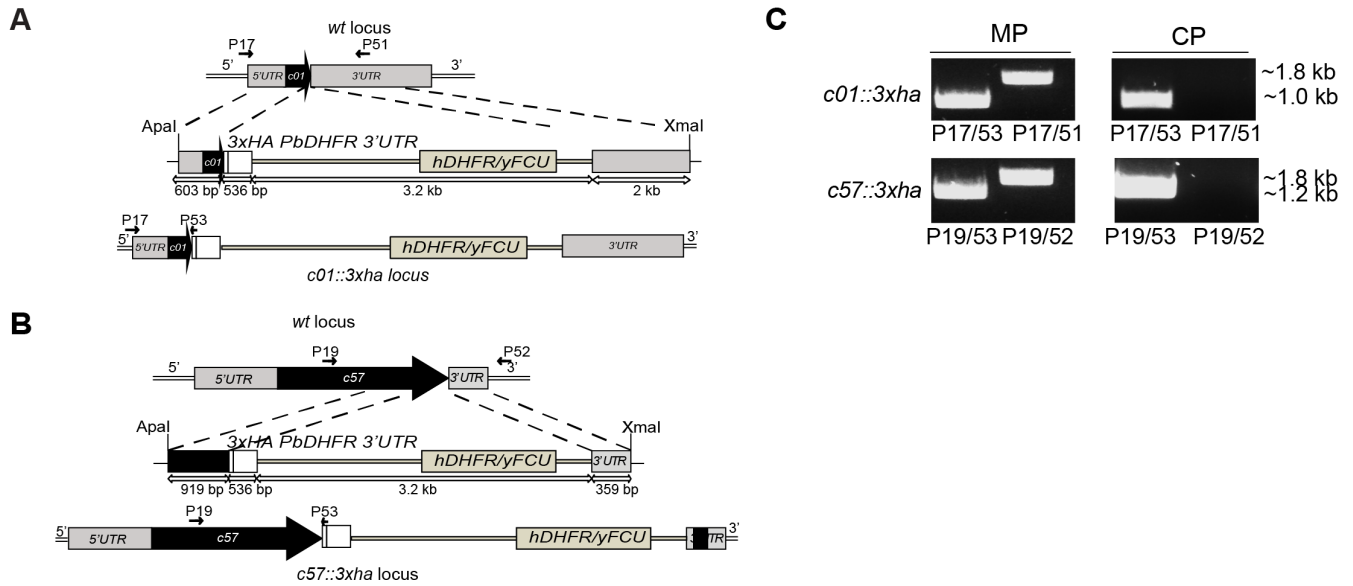 A
wt locus
P17
P51
5’
3’
5'UTR
c01
3'UTR
ApaI
XmaI
3xHA PbDHFR 3’UTR
c01
hDHFR/yFCU
603 bp
536 bp
3.2 kb
2 kb
P17
P53
5’
3’
5’UTR
c01
hDHFR/yFCU
3'UTR
c01::3xha locus
B
wt locus
P19
P52
5’
3’
5’UTR
c57
3’UTR
ApaI
XmaI
3xHA PbDHFR 3’UTR
hDHFR/yFCU
3’UTR
919 bp
536 bp
3.2 kb
359 bp
P19
P53
5’
3’
5’UTR
c57
hDHFR/yFCU
c57::3xha locus
C
MP
CP
c01::3xha
~1.8 kb
~1.0 kb
P17/53 P17/51
P17/53 P17/51
c57::3xha
~1.8 kb
~1.2 kb
P19/53 P19/52
P19/53 P19/52